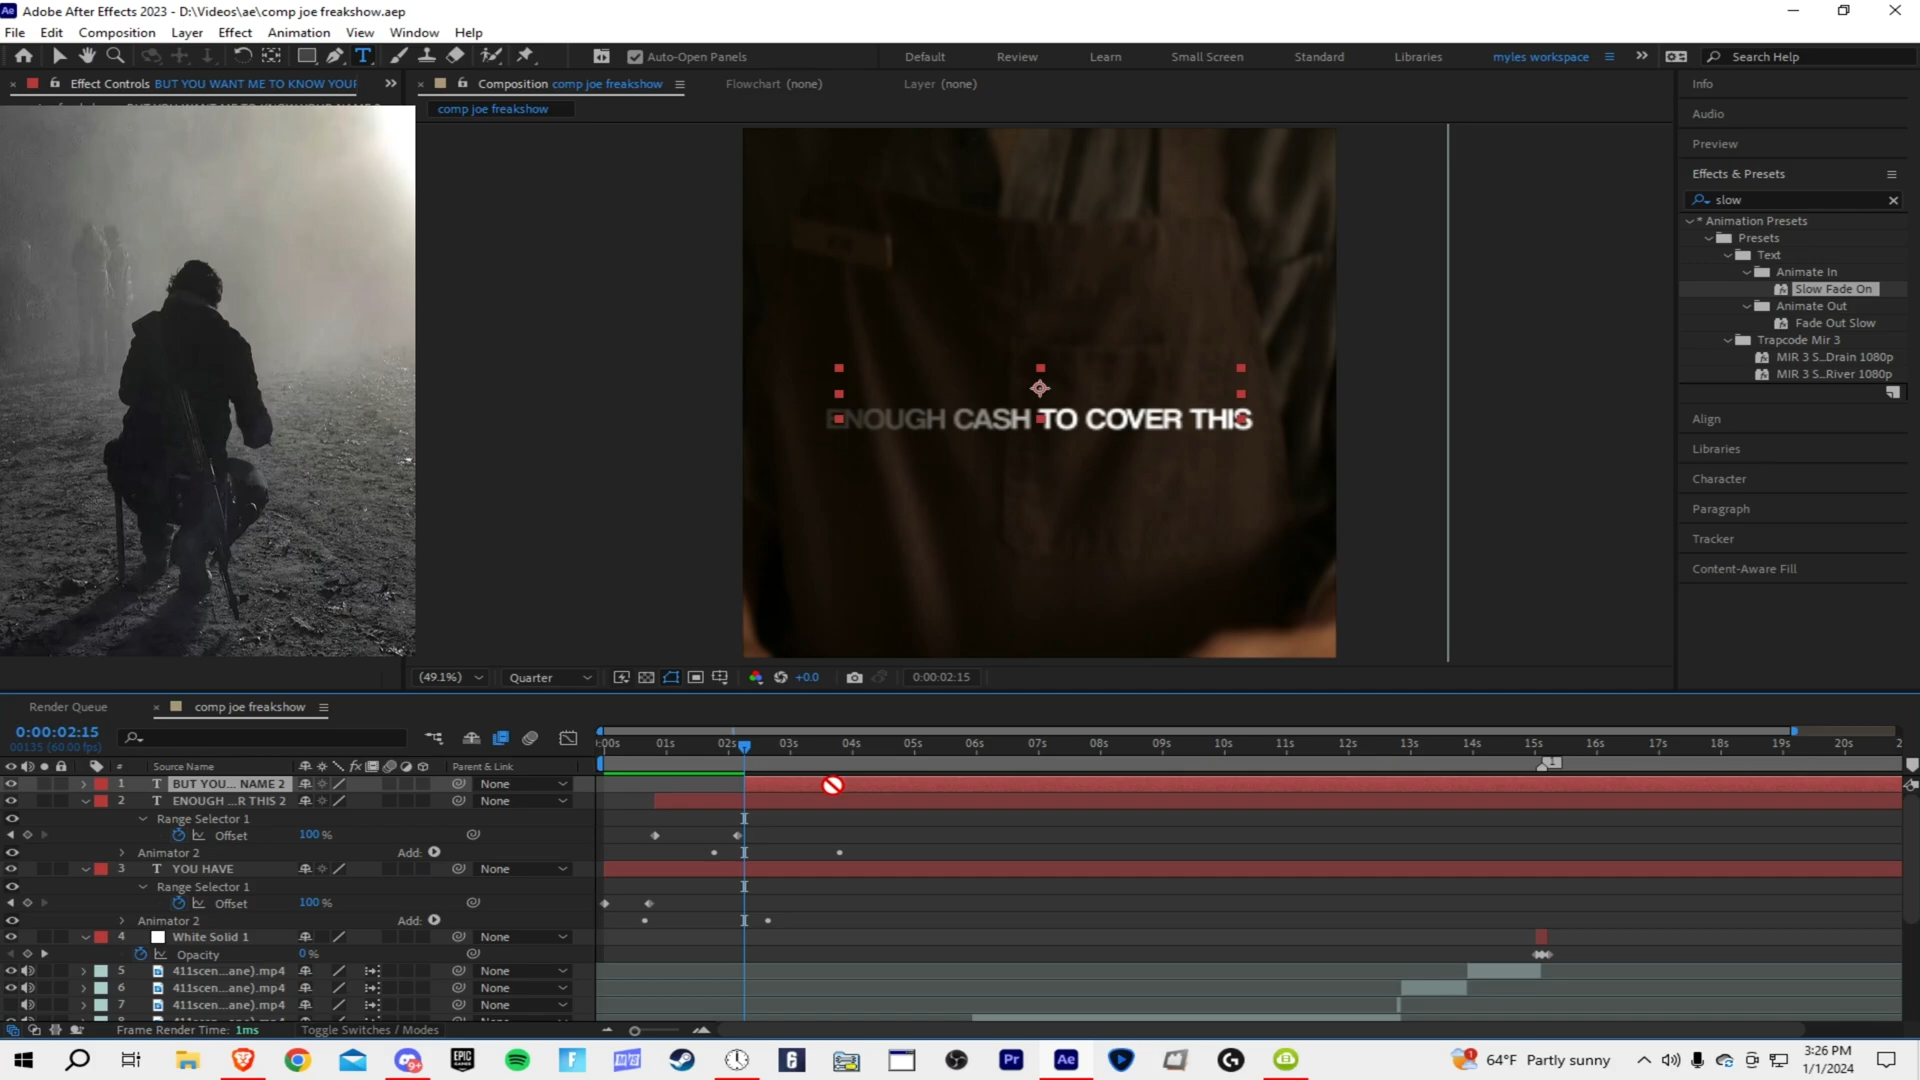 Adobe After Effects 2023 - D:\Videos\ae\comp joe freakshow.aep
File Edit Composition Layer Effect Animation View Window Help
Auto-Open Panels Default Review Learn Small Screen Standard Libraries myles workspace Search Help
Effect Controls BUT YOU WANT ME TO KNOW YOUR
Composition comp joe freakshow Flowchart (none) Layer (none)
comp joe freakshow
ENOUGH CASH TO COVER THIS
(49.1%) Quarter +0.0 0:00:02:15
Info
Audio
Preview
Effects & Presets
slow
* Animation Presets
Presets
Text
Animate In
Slow Fade On
Animate Out
Fade Out Slow
Trapcode Mir 3
MIR 3 S...Drain 1080p
MIR 3 S...River 1080p
Align
Libraries
Character
Paragraph
Tracker
Content-Aware Fill
Render Queue comp joe freakshow
0:00:02:15
00135 (60.00 fps)
:00s 01s 02s 03s 04s 05s 06s 07s 08s 09s 10s 11s 12s 13s 14s 15s 16s 17s 18s 19s 20s 2
# Source Name Parent & Link
1 T BUT YOU... NAME 2 None
2 T ENOUGH ...R THIS 2 None
Range Selector 1
Offset 100 %
Animator 2 Add:
3 T YOU HAVE None
Range Selector 1
Offset 100 %
Animator 2 Add:
4 White Solid 1 None
Opacity 0 %
5 411scen...ane).mp4 None
6 411scen...ane).mp4 None
7 411scen...ane).mp4 None
Frame Render Time: 1ms Toggle Switches / Modes
64°F Partly sunny
3:26 PM
1/1/2024